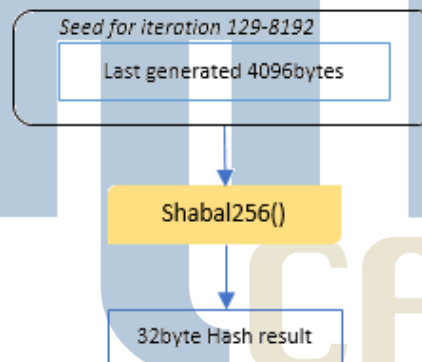 Seed for iteration 129-8192
Last generated 4096bytes
Shabal256()
32byte Hash result